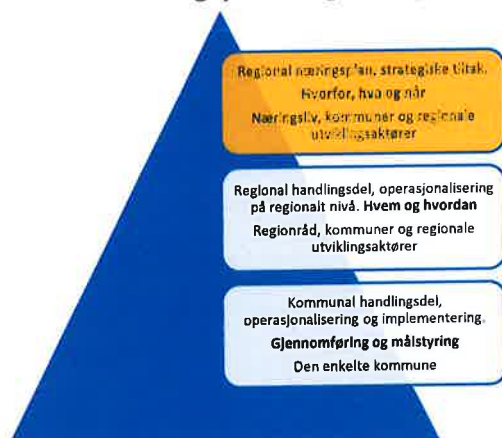 Regional næringsplan, strategiske tiltak.
Hvorfor, hva og når
Næringsliv, kommuner og regionale
utviklingsaktører
Regional handlingsdel, operasjonalisering
på regionalt nivå. Hvem og hvordan
Regionråd, kommuner og regionale
utviklingsaktører
Kommunal handlingsdel,
operasjonalisering og implementering.
Gjennomføring og målstyring
Den enkelte kommune